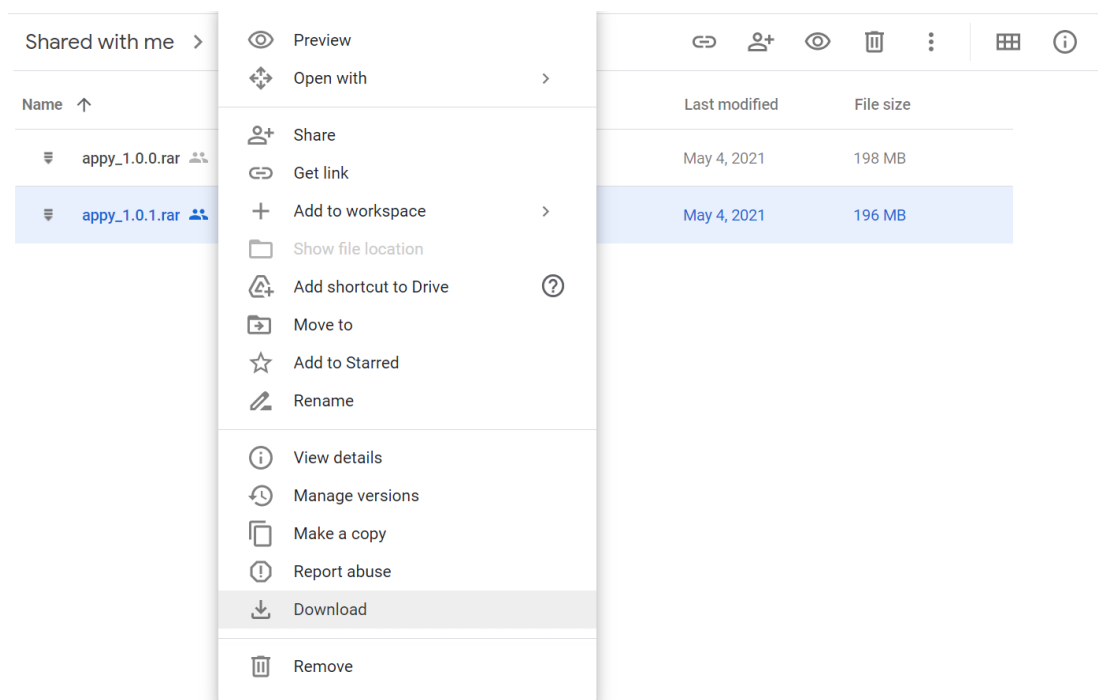 Shared with me
Name
Last modified
File size
appy_1.0.0.rar
May 4, 2021
198 MB
appy_1.0.1.rar
May 4, 2021
196 MB
Preview
Open with
Share
Get link
Add to workspace
Show file location
Add shortcut to Drive
Move to
Add to Starred
Rename
View details
Manage versions
Make a copy
Report abuse
Download
Remove